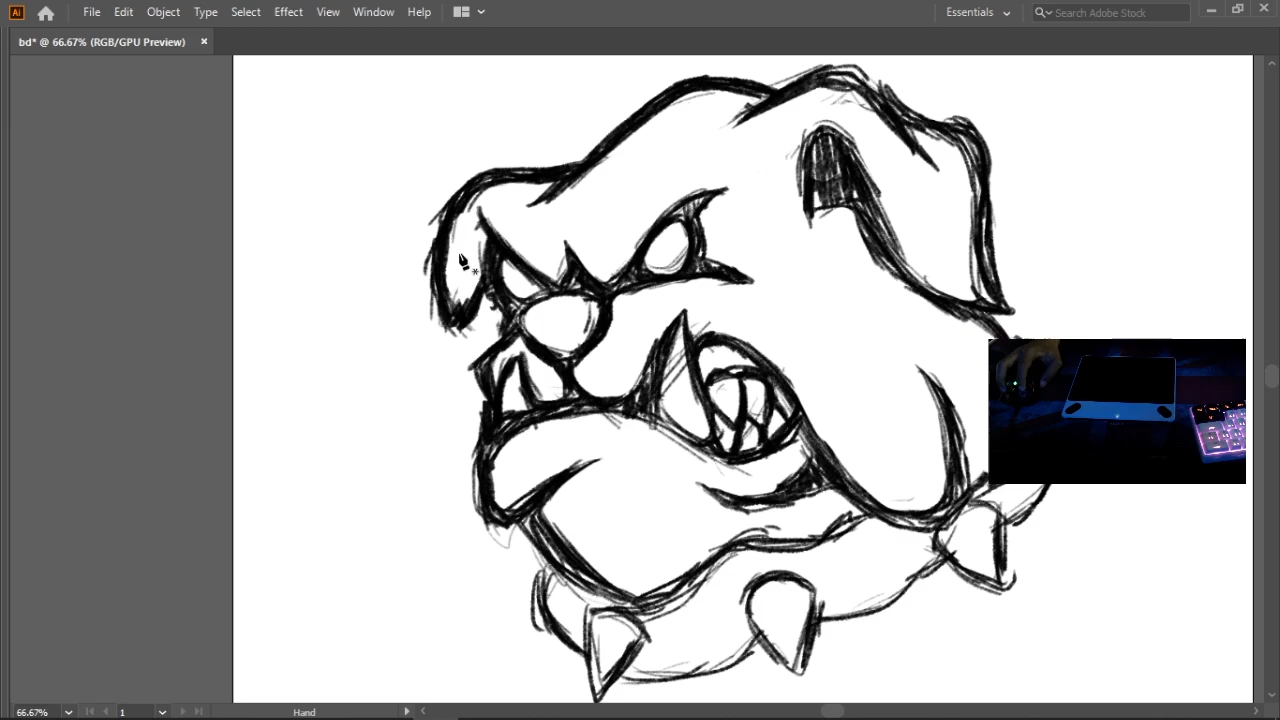 Ai File Edit Object Type Select Effect View Window Help Essentials Search Adobe Stock
bd* @ 66.67% (RGB/GPU Preview)
66.67% 1 Hand